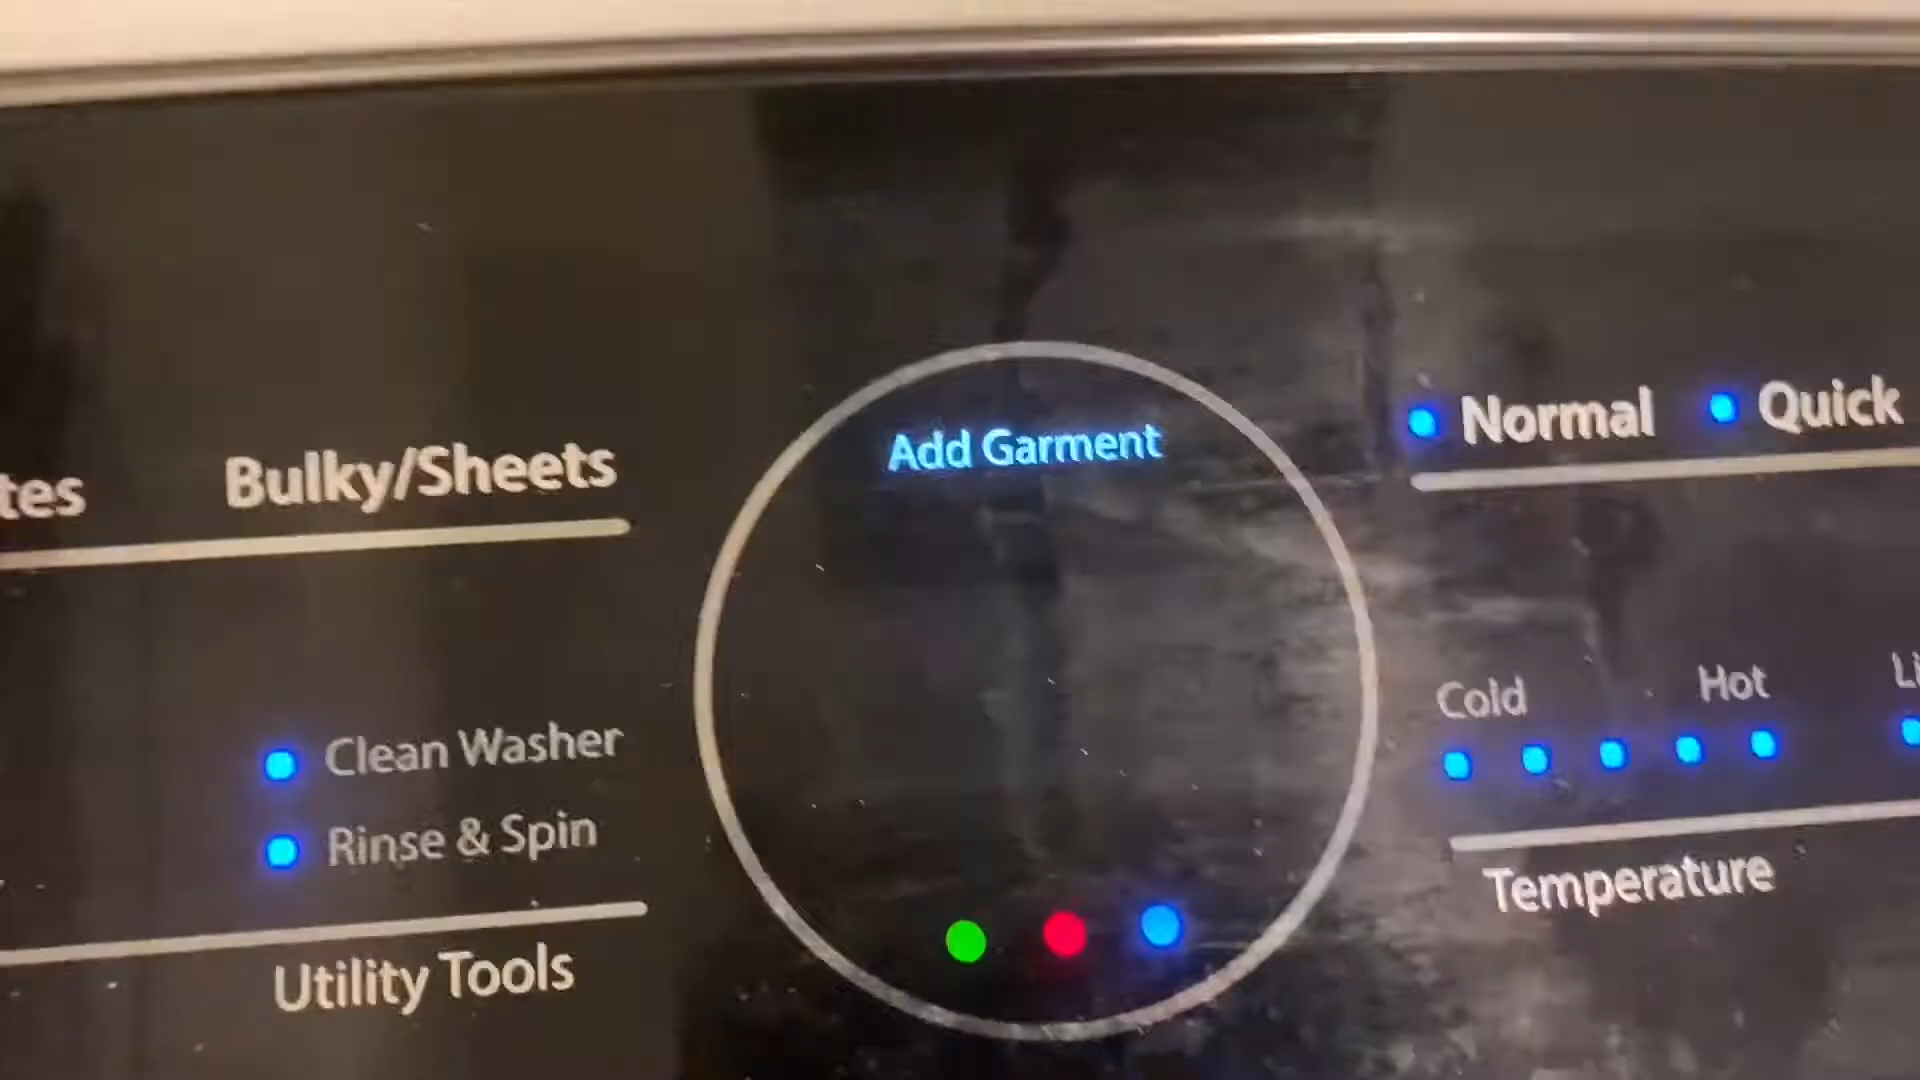 Bulky/Sheets
Clean Washer
Rinse & Spin
Utility Tools
Add Garment
Normal
Quick
Cold
Hot
Temperature